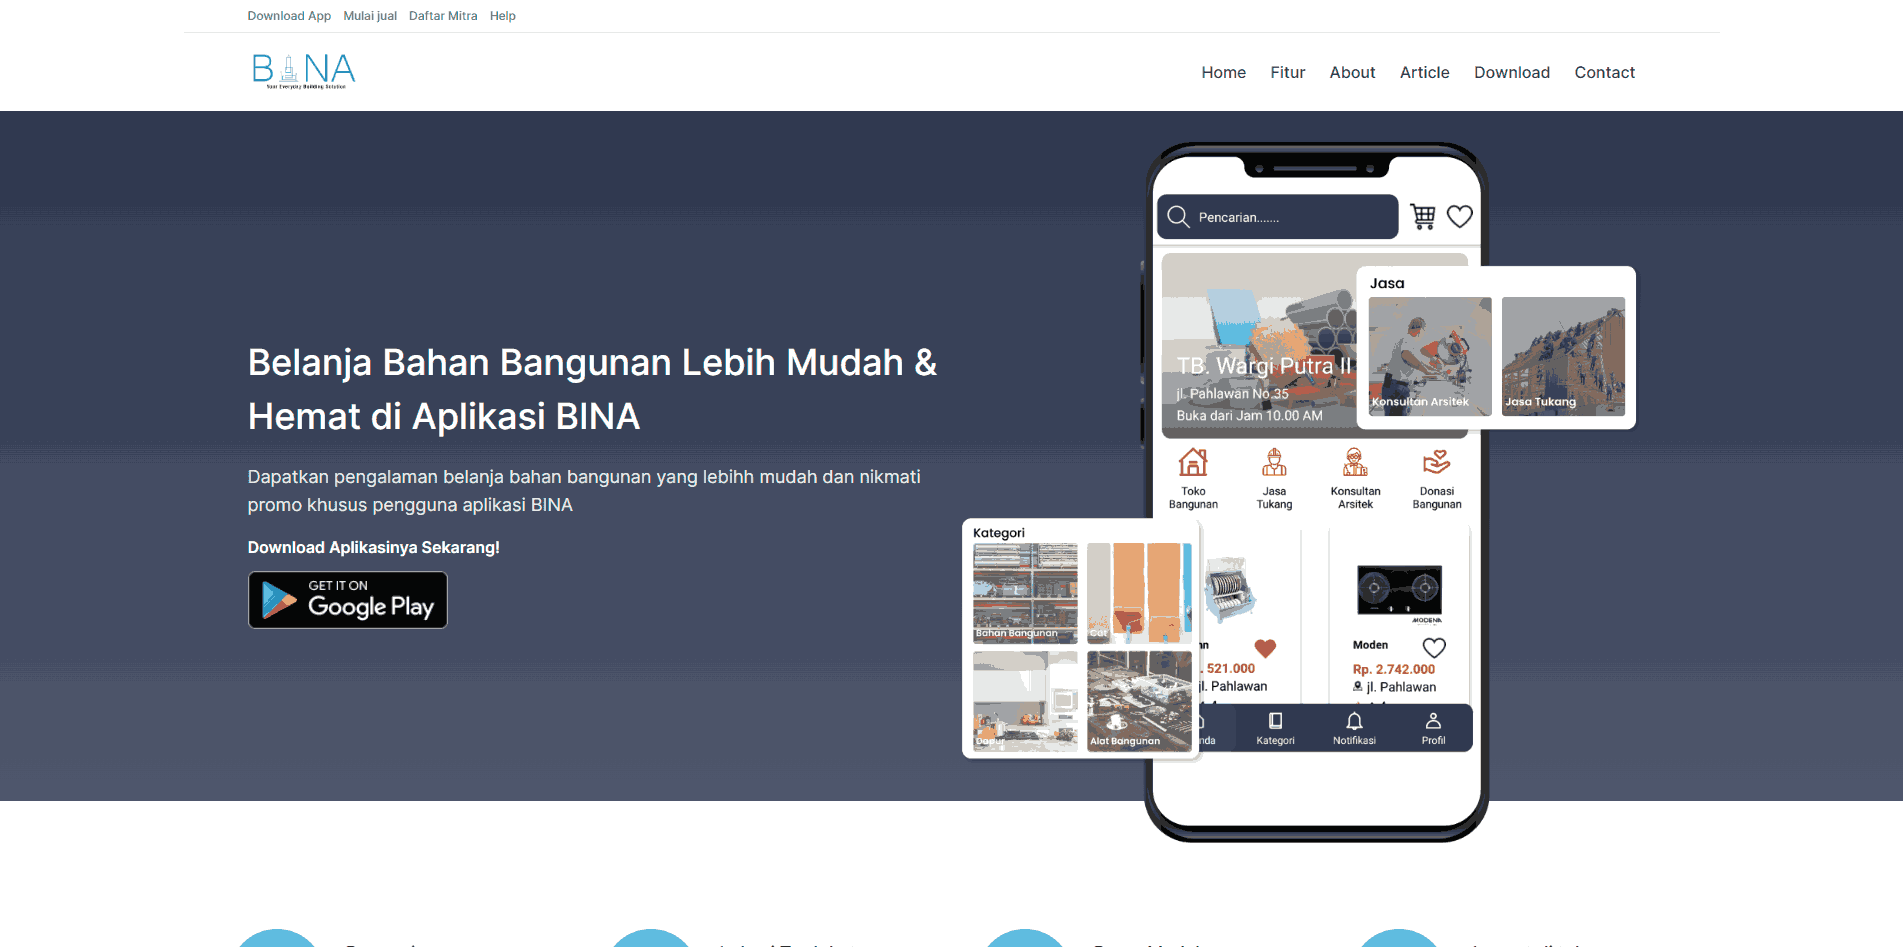 Download App Mulai jual Daftar Mitra Help
BINA
Your Everyday Building Solution
Home Fitur About Article Download Contact
Belanja Bahan Bangunan Lebih Mudah &
Hemat di Aplikasi BINA
Dapatkan pengalaman belanja bahan bangunan yang lebihh mudah dan nikmati
promo khusus pengguna aplikasi BINA
Download Aplikasinya Sekarang!
GET IT ON
Google Play
Pencarian.......
TB. Wargi Putra II
jl. Pahlawan No.35
Buka dari Jam 10.00 AM
Jasa
Konsultan Arsitek Jasa Tukang
Toko
Bangunan
Jasa
Tukang
Konsultan
Arsitek
Donasi
Bangunan
Kategori
Bahan Bangunan Cat
Dapur Alat Bangunan
521.000
jl. Pahlawan
MODENA
Moden
Rp. 2.742.000
jl. Pahlawan
nda Kategori Notifikasi Profil